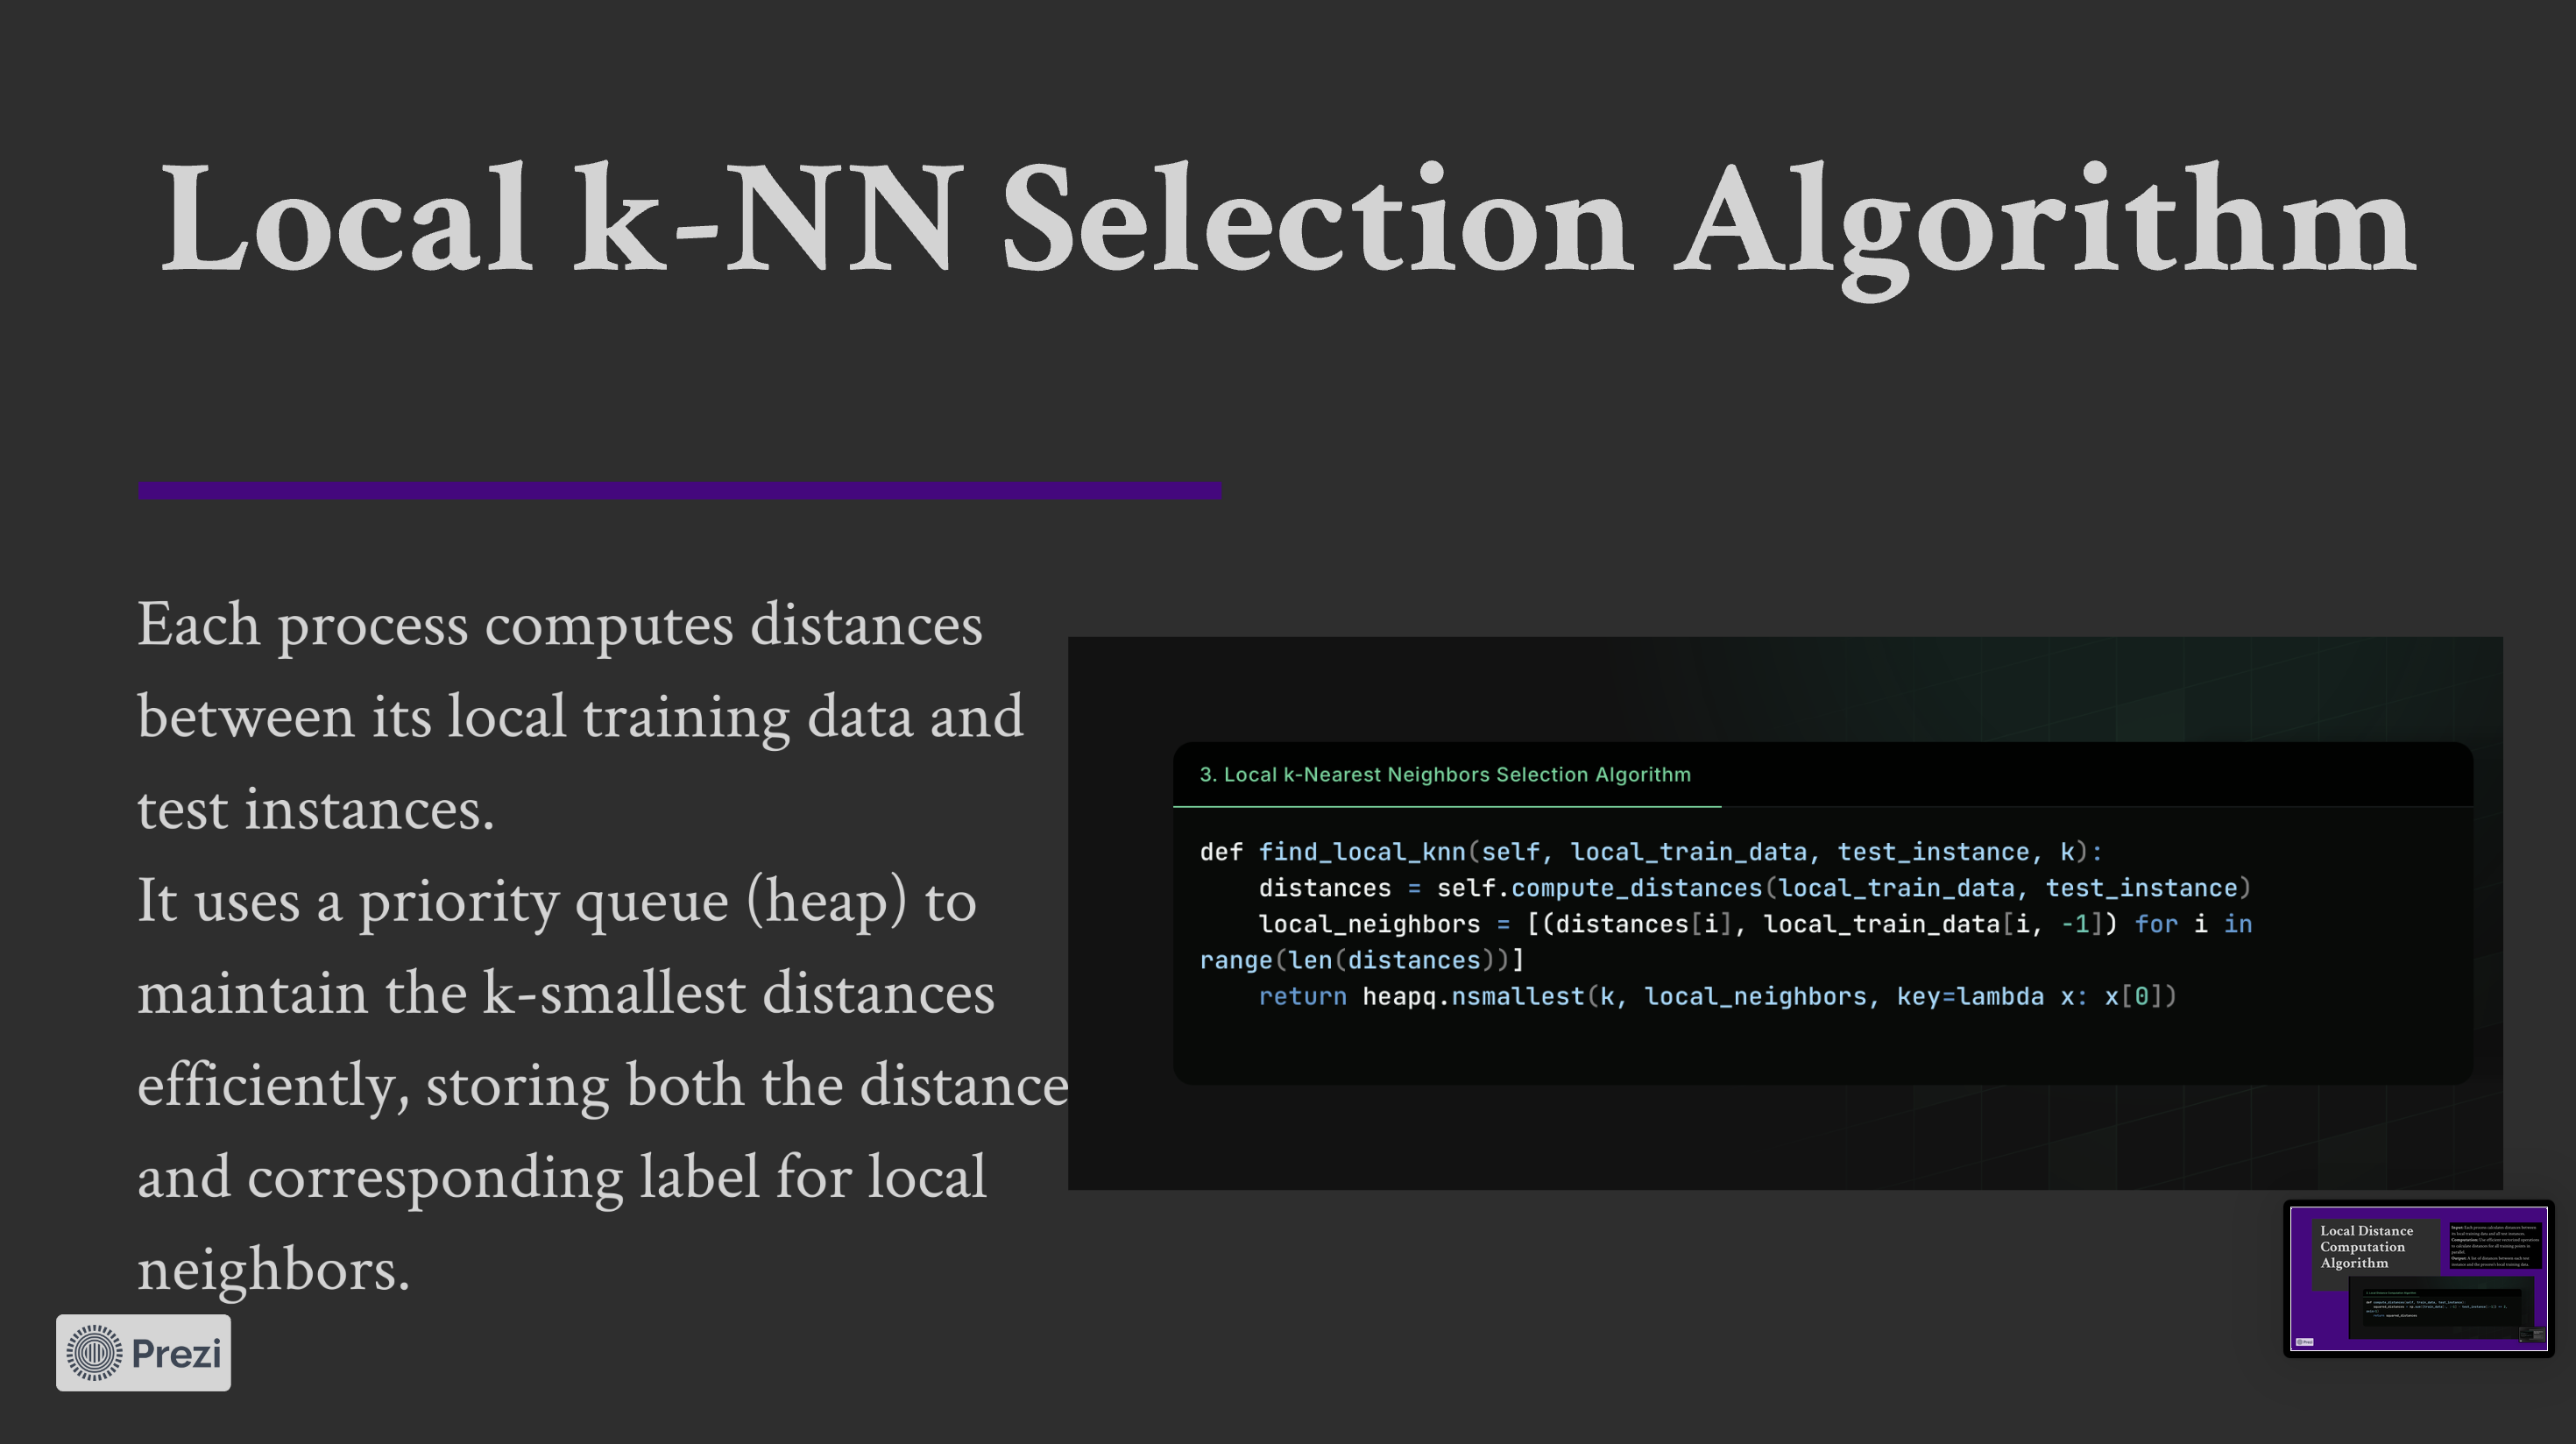 Local k-NN Selection Algorithm
Each process computes distances
between its local training data and
test instances.
It uses a priority queue (heap) to
maintain the k-smallest distances
efficiently, storing both the distance
and corresponding label for local
neighbors.
3. Local k-Nearest Neighbors Selection Algorithm
def find_local_knn(self, local_train_data, test_instance, k):
    distances = self.compute_distances(local_train_data, test_instance)
    local_neighbors = [(distances[i], local_train_data[i, -1]) for i in
range(len(distances))]
    return heapq.nsmallest(k, local_neighbors, key=lambda x: x[0])
Prezi
Local Distance
Computation
Algorithm